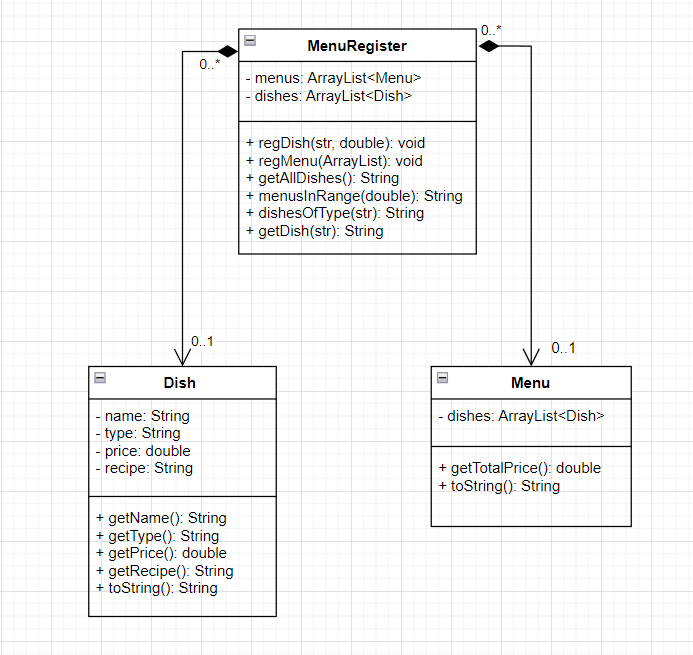 0..*
MenuRegister
0..*
- menus: ArrayList<Menu>
- dishes: ArrayList<Dish>
+ regDish(str, double): void
+ regMenu(ArrayList): void
+ getAllDishes(): String
+ menusInRange(double): String
+ dishesOfType(str): String
+ getDish(str): String
0..1
0..1
Dish
- name: String
- type: String
- price: double
- recipe: String
+ getName(): String
+ getType(): String
+ getPrice(): double
+ getRecipe(): String
+ toString(): String
Menu
- dishes: ArrayList<Dish>
+ getTotalPrice(): double
+ toString(): String